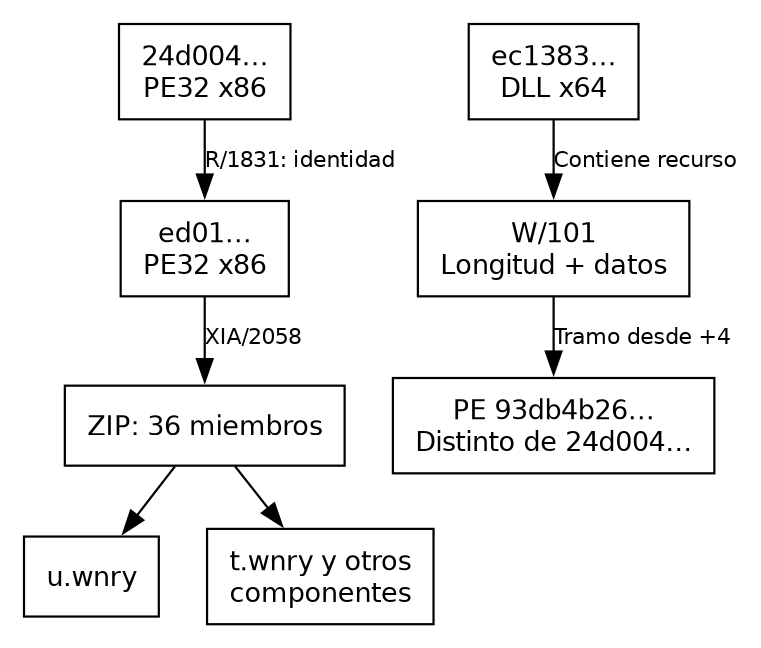 24d004…
PE32 x86
ec1383…
DLL x64
R/1831: identidad
Contiene recurso
ed01…
PE32 x86
W/101
Longitud + datos
XIA/2058
Tramo desde +4
ZIP: 36 miembros
PE 93db4b26…
Distinto de 24d004…
u.wnry
t.wnry y otros
componentes